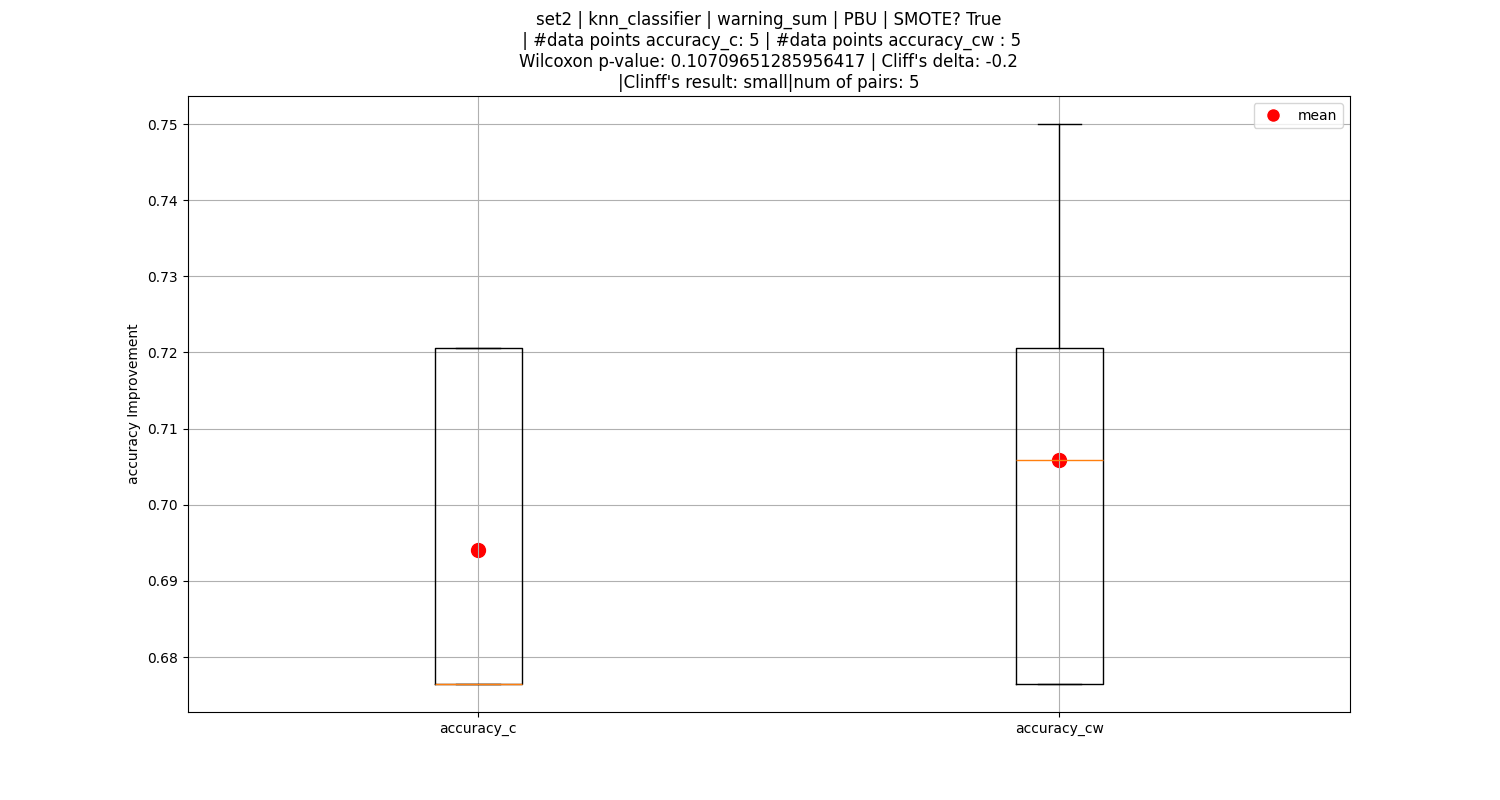 set2 | knn_classifier | warning_sum | PBU | SMOTE? True
| #data points accuracy_c: 5 | #data points accuracy_cw : 5
Wilcoxon p-value: 0.10709651285956417 | Cliff's delta: -0.2
|Clinff's result: small|num of pairs: 5
mean
0.75
0.74
0.73
0.72
0.71
0.70
0.69
0.68
accuracy Improvement
accuracy_c
accuracy_cw